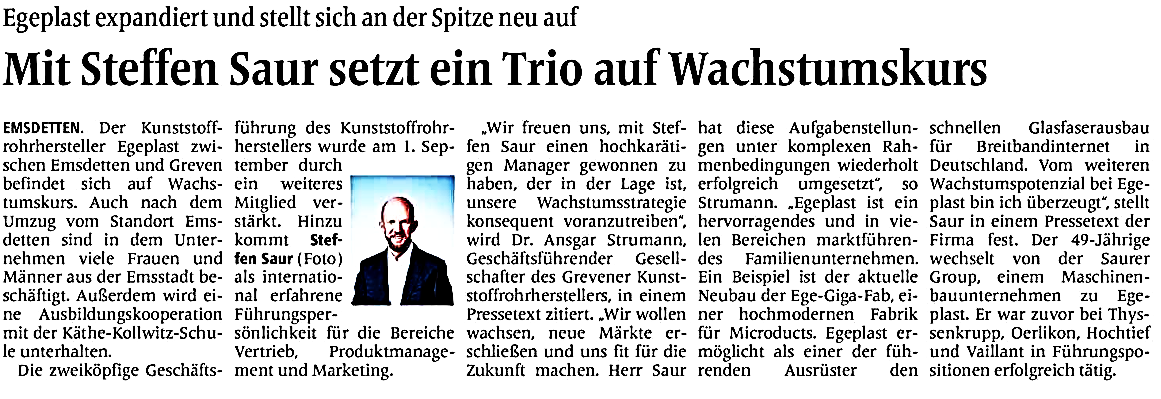 Egeplast expandiert und stellt sich an der Spitze neu auf
Mit Steffen Saur setzt ein Trio auf Wachstumskurs
EMSDETTEN. Der Kunststoff-
rohrhersteller Egeplast zwi-
schen Emsdetten und Greven
befindet sich auf Wachs-
tumskurs. Auch nach dem
Umzug vom Standort Ems-
detten sind in dem Unter-
nehmen viele Frauen und
Männer aus der Emsstadt be-
schäftigt. Außerdem wird ei-
ne Ausbildungskooperation
mit der Käthe-Kollwitz-Schu-
le unterhalten.
Die zweiköpfige Geschäfts-
führung des Kunststoffrohr-
herstellers wurde am 1. Sep-
tember durch
ein weiteres
Mitglied ver-
stärkt. Hinzu
kommt Stef-
fen Saur (Foto)
als internatio-
nal erfahrene
Führungsper-
sönlichkeit für die Bereiche
Vertrieb, Produktmanage-
ment und Marketing.
„Wir freuen uns, mit Stef-
fen Saur einen hochkaräti-
gen Manager gewonnen zu
haben, der in der Lage ist,
unsere Wachstumsstrategie
konsequent voranzutreiben“,
wird Dr. Ansgar Strumann,
Geschäftsführender Gesell-
schafter des Grevener Kunst-
stoffrohrherstellers, in einem
Pressetext zitiert. „Wir wollen
wachsen, neue Märkte er-
schließen und uns fit für die
Zukunft machen. Herr Saur
hat diese Aufgabenstellun-
gen unter komplexen Rah-
menbedingungen wiederholt
erfolgreich umgesetzt“, so
Strumann. „Egeplast ist ein
hervorragendes und in vie-
len Bereichen marktführen-
des Familienunternehmen.
Ein Beispiel ist der aktuelle
Neubau der Ege-Giga-Fab, ei-
ner hochmodernen Fabrik
für Microducts. Egeplast er-
möglicht als einer der füh-
renden Ausrüster den
schnellen Glasfaserausbau
für Breitbandinternet in
Deutschland. Vom weiteren
Wachstumspotenzial bei Ege-
plast bin ich überzeugt“, stellt
Saur in einem Pressetext der
Firma fest. Der 49-Jährige
wechselt von der Saurer
Group, einem Maschinen-
bauunternehmen zu Ege-
plast. Er war zuvor bei Thys-
senkrupp, Oerlikon, Hochtief
und Vaillant in Führungspo-
sitionen erfolgreich tätig.